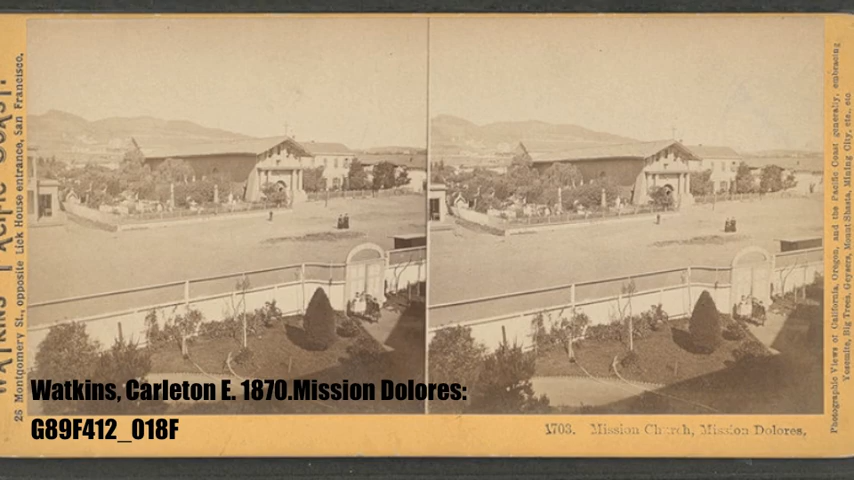 26 Montgomery St., opposite Lick House entrance, San Francisco.
Photographic Views of California, Oregon, and the Pacific Coast generally, embracing
Yosemite, Big Trees, Geysers, Mount Shasta, Mining City, etc., etc
Watkins, Carleton E. 1870.Mission Dolores:
G89F412_018F
1703. Mission Church, Mission Dolores,